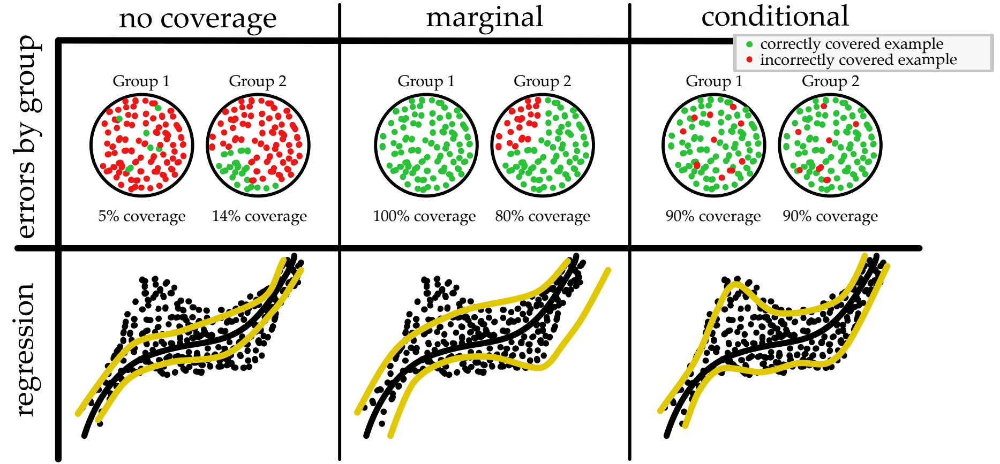 no coverage
marginal
conditional
correctly covered example
incorrectly covered example
errors by group
Group 1
Group 2
Group 1
Group 2
Group 1
Group 2
5% coverage
14% coverage
100% coverage
80% coverage
90% coverage
90% coverage
regression